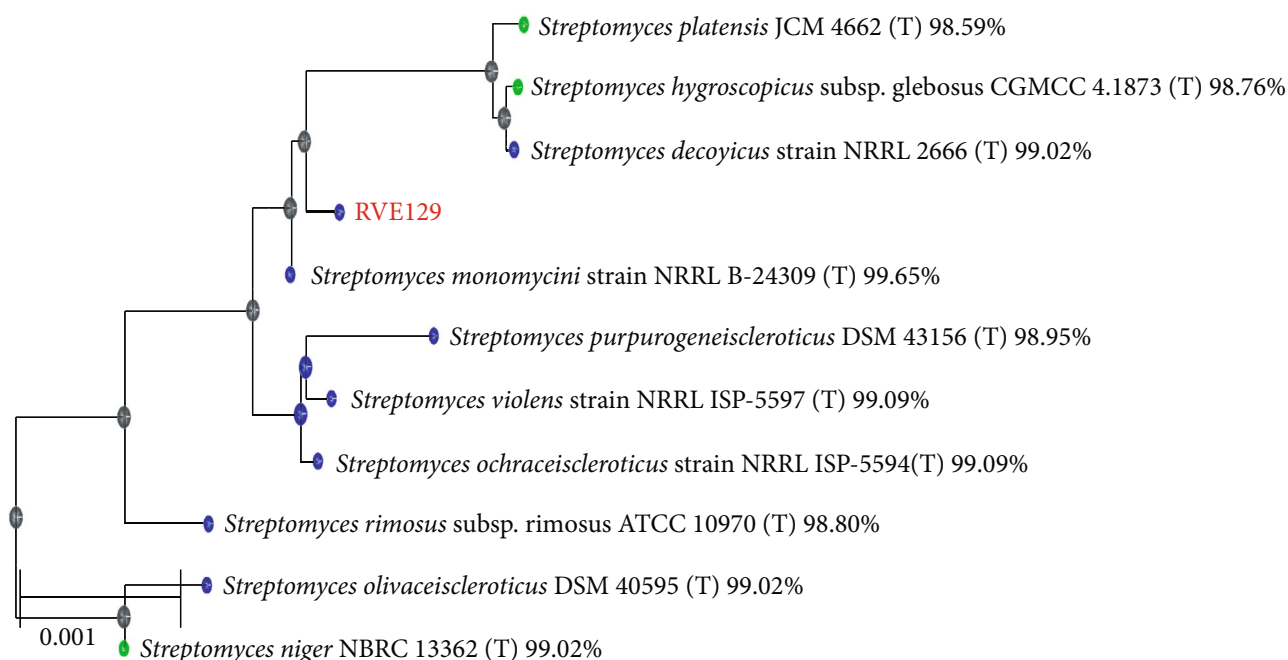 Streptomyces platensis JCM 4662 (T) 98.59%
Streptomyces hygroscopicus subsp. glebosus CGMCC 4.1873 (T) 98.76%
Streptomyces decoyicus strain NRRL 2666 (T) 99.02%
RVE129
Streptomyces monomycini strain NRRL B-24309 (T) 99.65%
Streptomyces purpurogeneiscleroticus DSM 43156 (T) 98.95%
Streptomyces violens strain NRRL ISP-5597 (T) 99.09%
Streptomyces ochraceiscleroticus strain NRRL ISP-5594(T) 99.09%
Streptomyces rimosus subsp. rimosus ATCC 10970 (T) 98.80%
Streptomyces olivaceiscleroticus DSM 40595 (T) 99.02%
0.001
Streptomyces niger NBRC 13362 (T) 99.02%